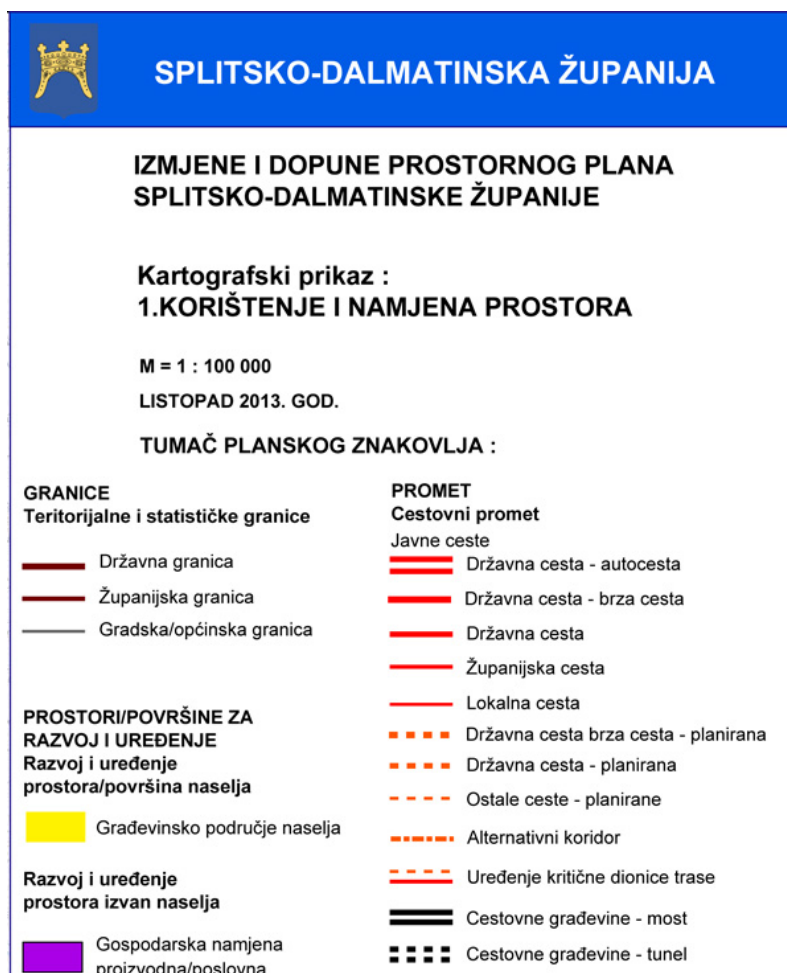 SPLITSKO-DALMATINSKA ŽUPANIJA
IZMJENE I DOPUNE PROSTORNOG PLANA
SPLITSKO-DALMATINSKE ŽUPANIJE
Kartografski prikaz :
1.KORIŠTENJE I NAMJENA PROSTORA
M = 1 : 100 000
LISTOPAD 2013. GOD.
TUMAČ PLANSKOG ZNAKOVLJA :
GRANICE
Teritorijalne i statističke granice
Državna granica
Županijska granica
Gradska/općinska granica
PROSTORI/POVRŠINE ZA
RAZVOJ I UREĐENJE
Razvoj i uređenje
prostora/površina naselja
Građevinsko područje naselja
Razvoj i uređenje
prostora izvan naselja
Gospodarska namjena
proizvodna/poslovna
PROMET
Cestovni promet
Javne ceste
Državna cesta - autocesta
Državna cesta - brza cesta
Državna cesta
Županijska cesta
Lokalna cesta
Državna cesta brza cesta - planirana
Državna cesta - planirana
Ostale ceste - planirane
Alternativni koridor
Uređenje kritične dionice trase
Cestovne građevine - most
Cestovne građevine - tunel